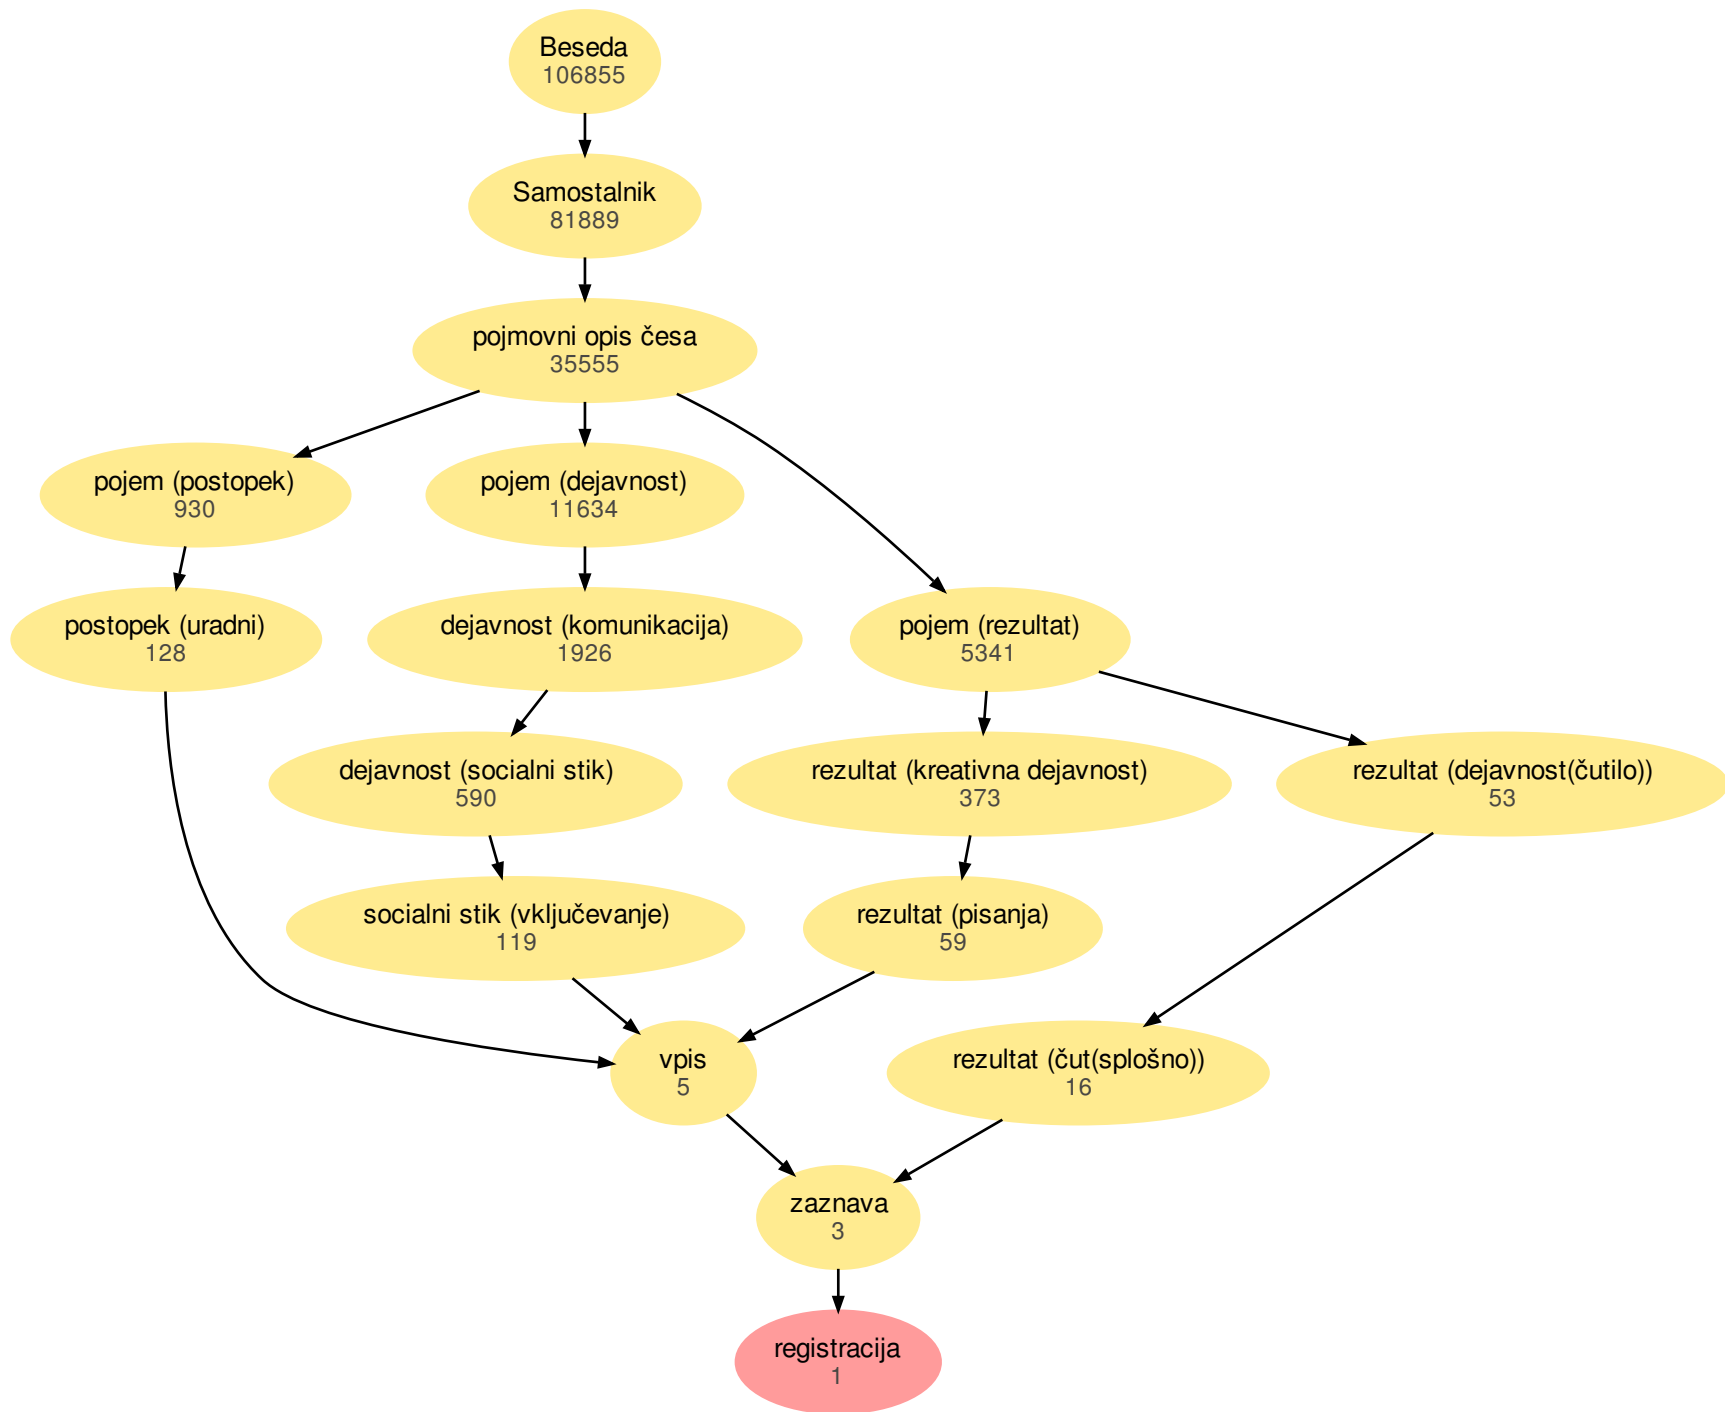 Beseda
106855
Samostalnik
81889
pojmovni opis česa
35555
pojem (postopek)
930
pojem (dejavnost)
11634
postopek (uradni)
128
dejavnost (komunikacija)
1926
pojem (rezultat)
5341
dejavnost (socialni stik)
590
rezultat (kreativna dejavnost)
373
rezultat (dejavnost(čutilo))
53
socialni stik (vključevanje)
119
rezultat (pisanja)
59
vpis
5
rezultat (čut(splošno))
16
zaznava
3
registracija
1